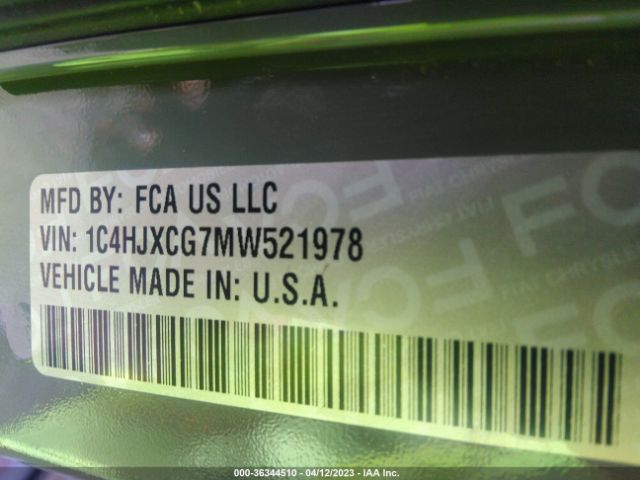 MFD BY: FCA US LLC
VIN: 1C4HJXCG7MW521978
VEHICLE MADE IN: U.S.A.
000-36344510 - 04/12/2023 - IAA Inc.